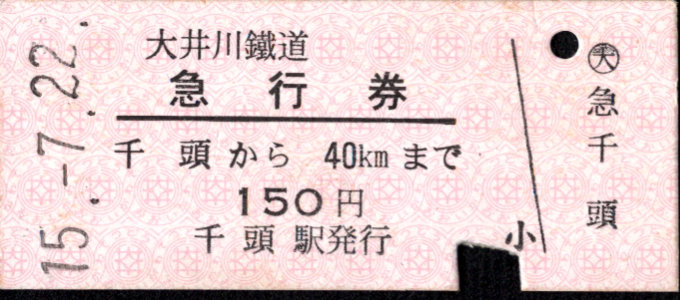 15.-7.22.
大井川鐵道
急行券
千頭から 40kmまで
150円
千頭駅発行
小
大
急千頭